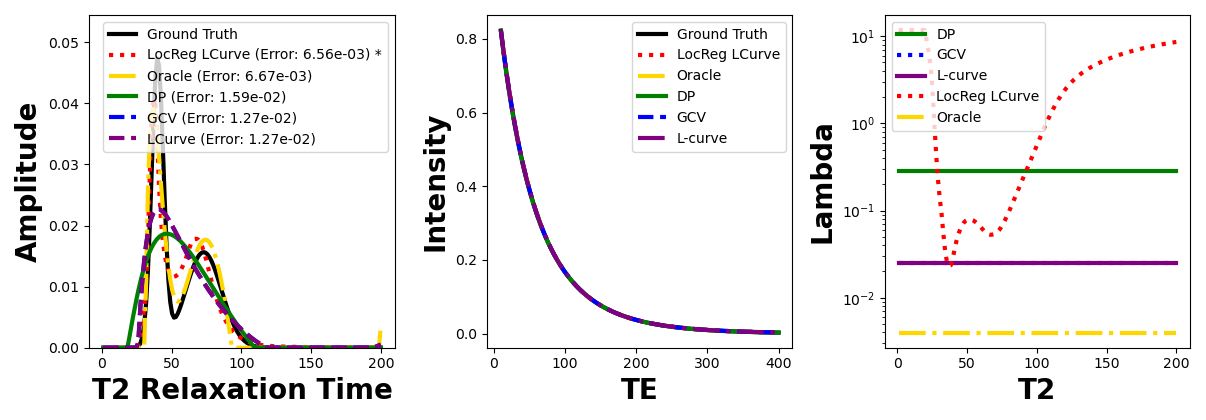 Amplitude
0.05
0.04
0.03
0.02
0.01
0.00
Ground Truth
LocReg LCurve (Error: 6.56e-03) *
Oracle (Error: 6.67e-03)
DP (Error: 1.59e-02)
GCV (Error: 1.27e-02)
LCurve (Error: 1.27e-02)
0 50 100 150 200
T2 Relaxation Time
Intensity
0.8
0.6
0.4
0.2
0.0
Ground Truth
LocReg LCurve
Oracle
DP
GCV
L-curve
0 100 200 300 400
TE
Lambda
10¹
10⁰
10⁻¹
10⁻²
DP
GCV
L-curve
LocReg LCurve
Oracle
0 50 100 150 200
T2